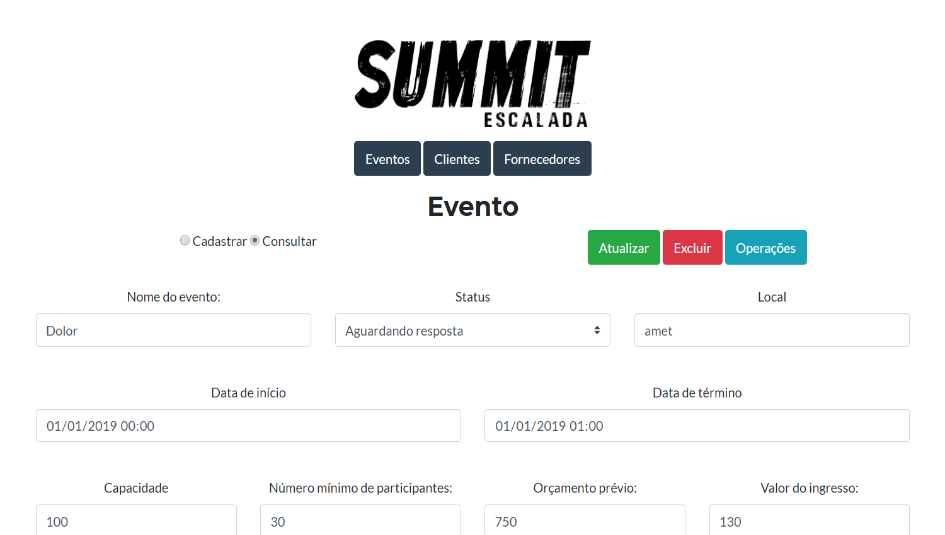 SUMMIT
ESCALADA
Eventos Clientes Fornecedores
Evento
Cadastrar Consultar Atualizar Excluir Operações
Nome do evento: Status Local
Dolor Aguardando resposta amet
Data de início Data de término
01/01/2019 00:00 01/01/2019 01:00
Capacidade Número mínimo de participantes: Orçamento prévio: Valor do ingresso:
100 30 750 130